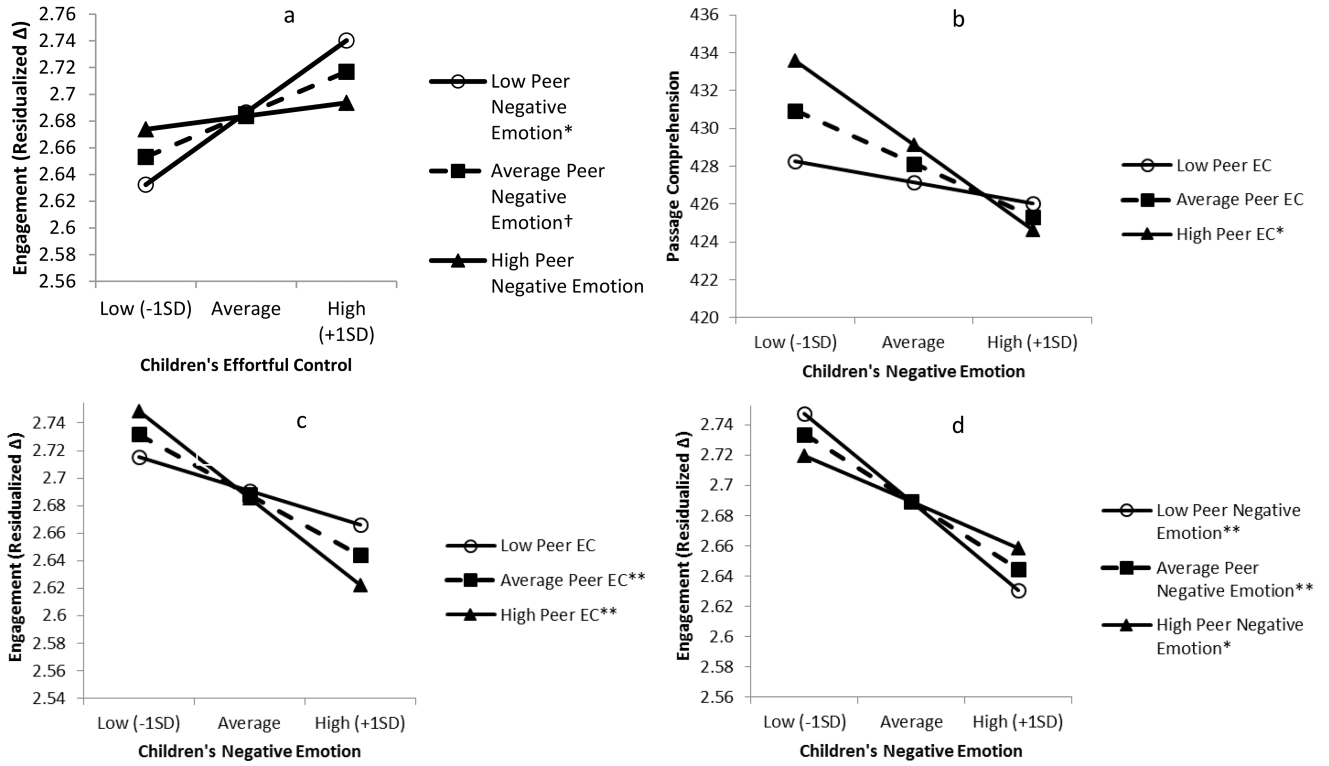 a
Engagement (Residualized Δ)
2.76
2.74
2.72
2.7
2.68
2.66
2.64
2.62
2.6
2.58
2.56
Low (-1SD)
Average
High
(+1SD)
Children's Effortful Control
Low Peer
Negative
Emotion*
Average Peer
Negative
Emotion†
High Peer
Negative Emotion
b
Passage Comprehension
436
434
432
430
428
426
424
422
420
Low (-1SD)
Average
High (+1SD)
Children's Negative Emotion
Low Peer EC
Average Peer EC
High Peer EC*
c
Engagement (Residualized Δ)
2.74
2.72
2.7
2.68
2.66
2.64
2.62
2.6
2.58
2.56
2.54
Low (-1SD)
Average
High (+1SD)
Children's Negative Emotion
Low Peer EC
Average Peer EC**
High Peer EC**
d
Engagement (Residualized Δ)
2.74
2.72
2.7
2.68
2.66
2.64
2.62
2.6
2.58
2.56
Low (-1SD)
Average
High (+1SD)
Children's Negative Emotion
Low Peer Negative
Emotion**
Average Peer
Negative Emotion**
High Peer Negative
Emotion*